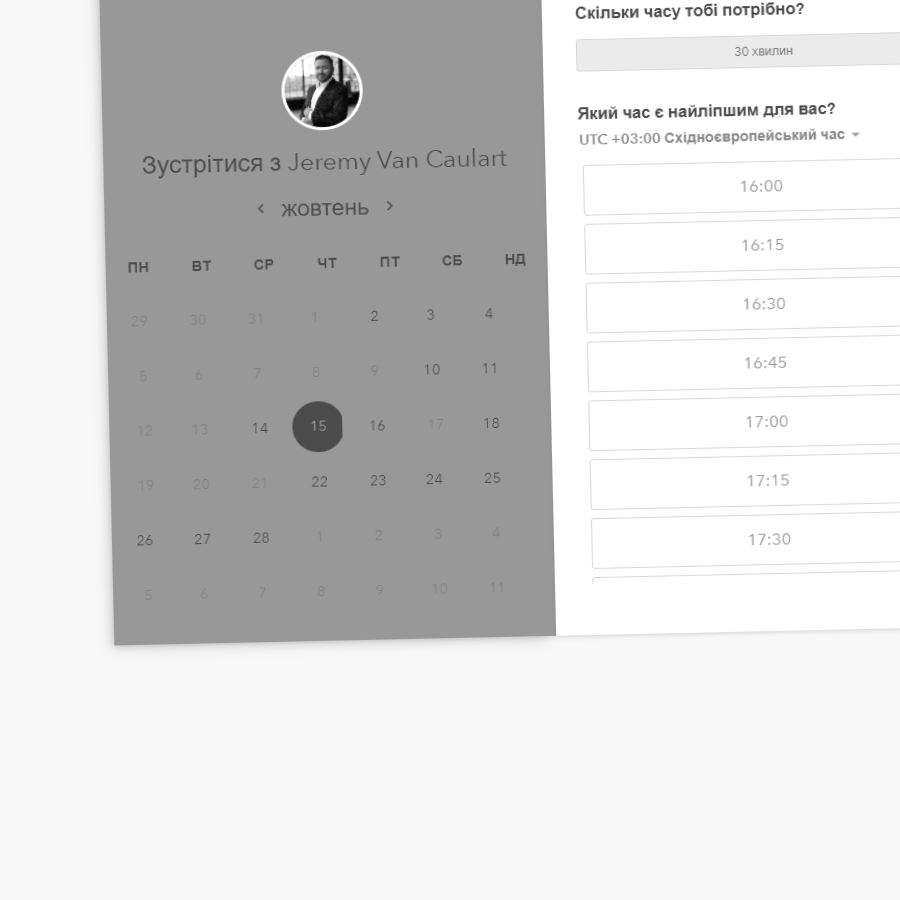 Зустрітися з Jeremy Van Caulart
жовтень
ПН ВТ СР ЧТ ПТ СБ НД
29 30 31 1 2 3 4
5 6 7 8 9 10 11
12 13 14 15 16 17 18
19 20 21 22 23 24 25
26 27 28 1 2 3 4
5 6 7 8 9 10 11
Скільки часу тобі потрібно?
30 хвилин
Який час є найліпшим для вас?
UTC +03:00 Східноєвропейський час
16:00
16:15
16:30
16:45
17:00
17:15
17:30